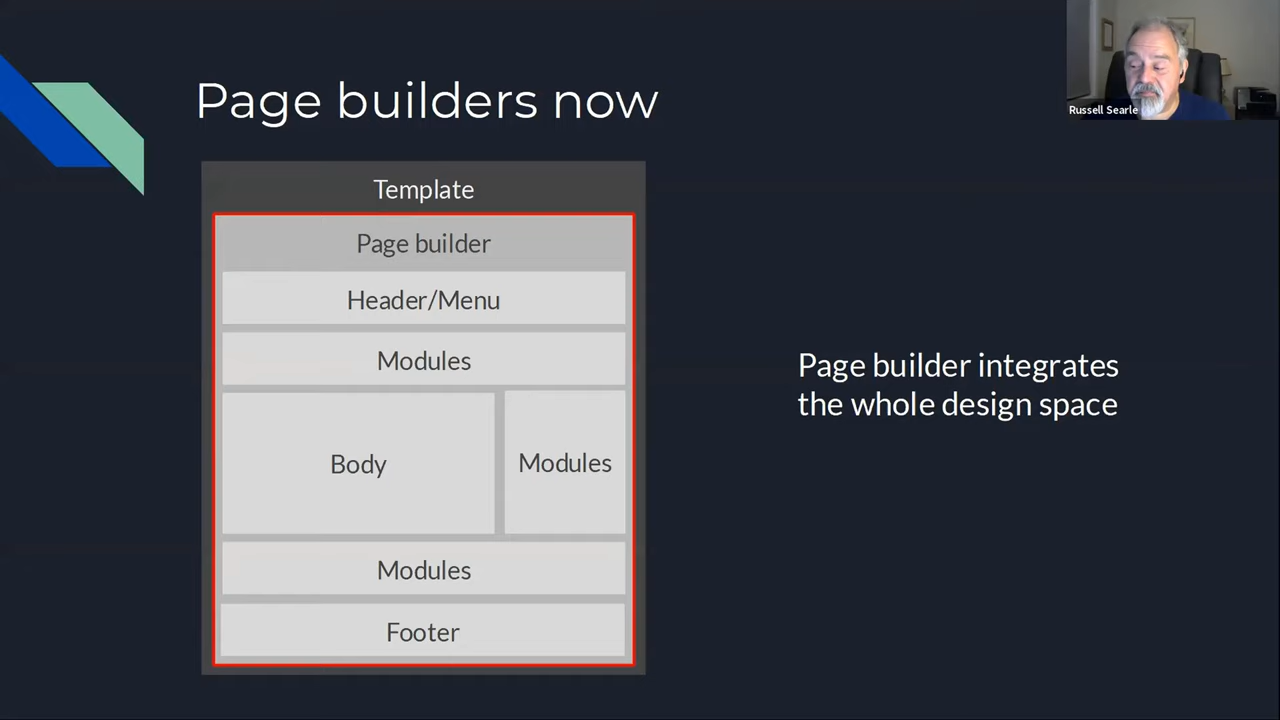 Page builders now
Russell Searle
Template
Page builder
Header/Menu
Modules
Body
Modules
Modules
Footer
Page builder integrates
the whole design space